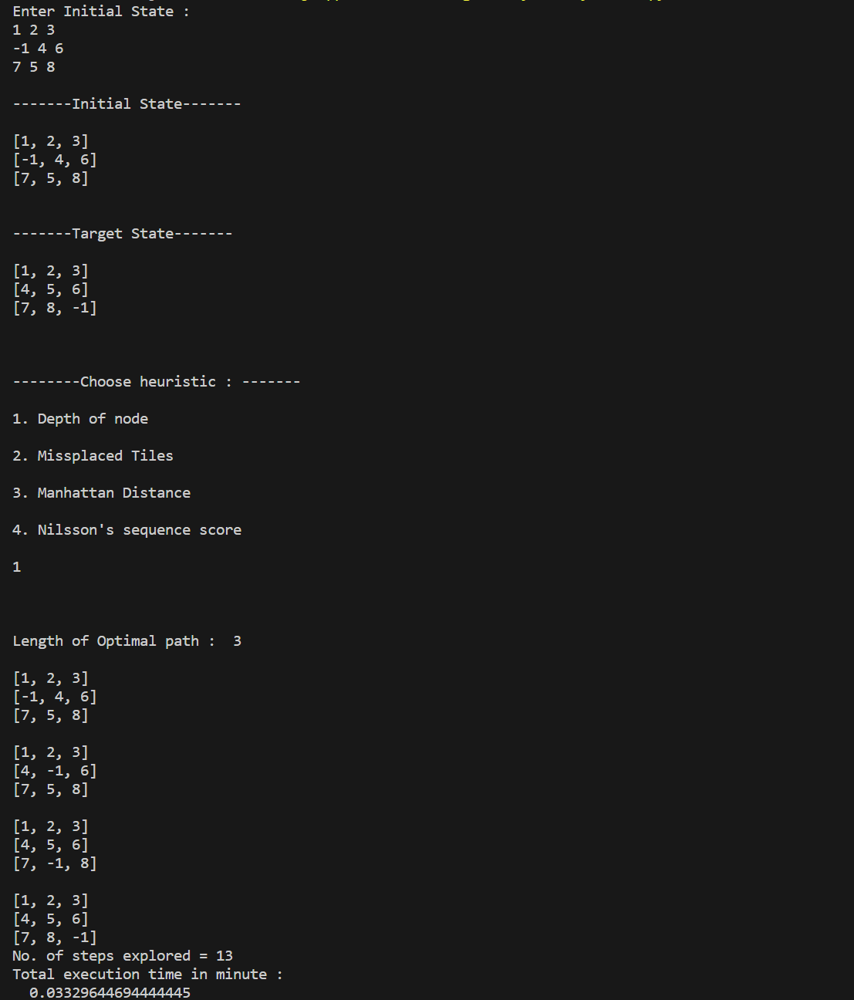 Enter Initial State :
1 2 3
-1 4 6
7 5 8
-------Initial State-------
[1, 2, 3]
[-1, 4, 6]
[7, 5, 8]
-------Target State-------
[1, 2, 3]
[4, 5, 6]
[7, 8, -1]
--------Choose heuristic : -------
1. Depth of node
2. Missplaced Tiles
3. Manhattan Distance
4. Nilsson's sequence score
1
Length of Optimal path :  3
[1, 2, 3]
[-1, 4, 6]
[7, 5, 8]
[1, 2, 3]
[4, -1, 6]
[7, 5, 8]
[1, 2, 3]
[4, 5, 6]
[7, -1, 8]
[1, 2, 3]
[4, 5, 6]
[7, 8, -1]
No. of steps explored = 13
Total execution time in minute :
0.03329644694444445